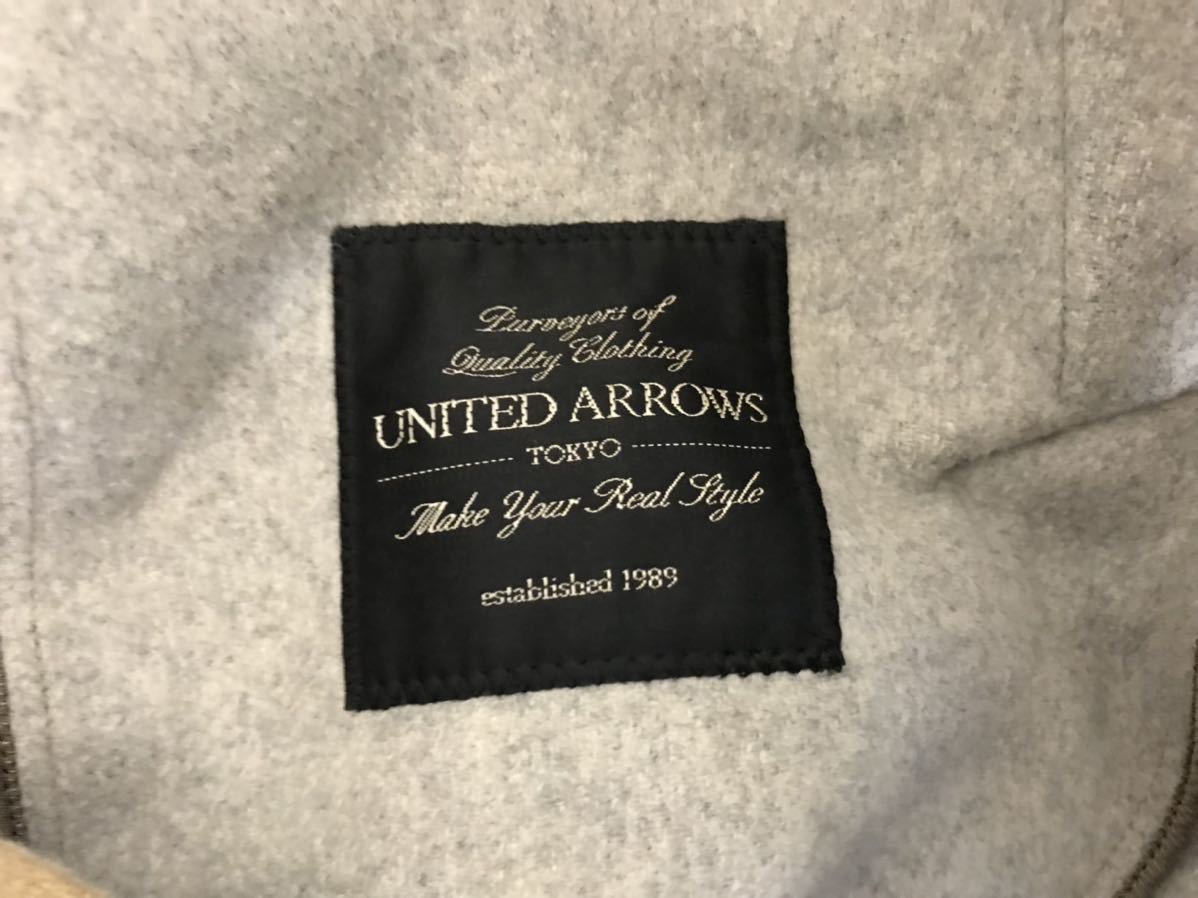 Purveyors of
Quality Clothing
UNITED ARROWS
TOKYO
Make Your Real Style
established 1989